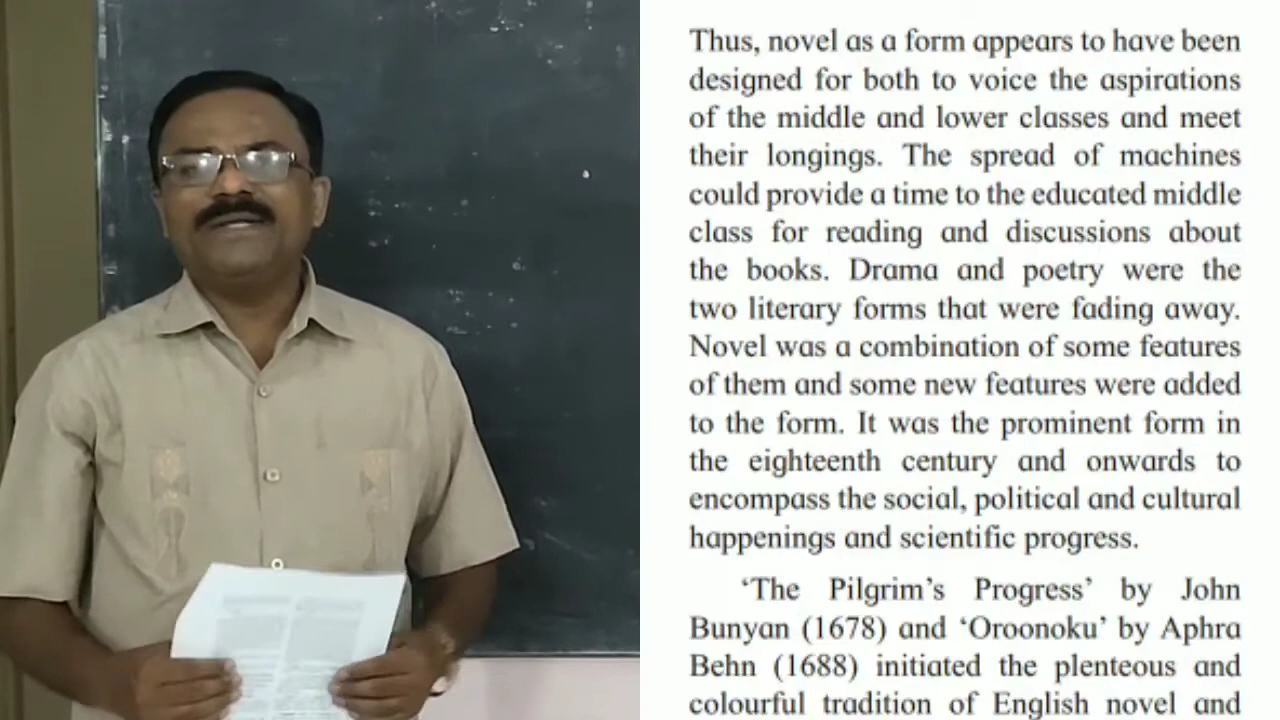 Thus, novel as a form appears to have been
designed for both to voice the aspirations
of the middle and lower classes and meet
their longings. The spread of machines
could provide a time to the educated middle
class for reading and discussions about
the books. Drama and poetry were the
two literary forms that were fading away.
Novel was a combination of some features
of them and some new features were added
to the form. It was the prominent form in
the eighteenth century and onwards to
encompass the social, political and cultural
happenings and scientific progress.
‘The Pilgrim’s Progress’ by John
Bunyan (1678) and ‘Oroonoku’ by Aphra
Behn (1688) initiated the plenteous and
colourful tradition of English novel and